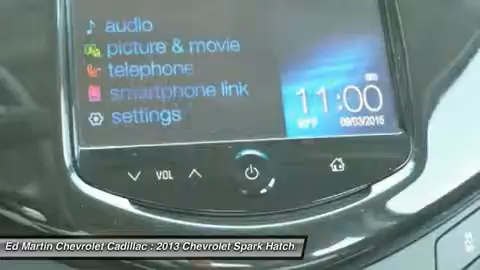 audio
picture & movie
telephone
smartphone link
settings
11:00
09/03/2015
VOL
Ed Martin Chevrolet Cadillac : 2013 Chevrolet Spark Hatch